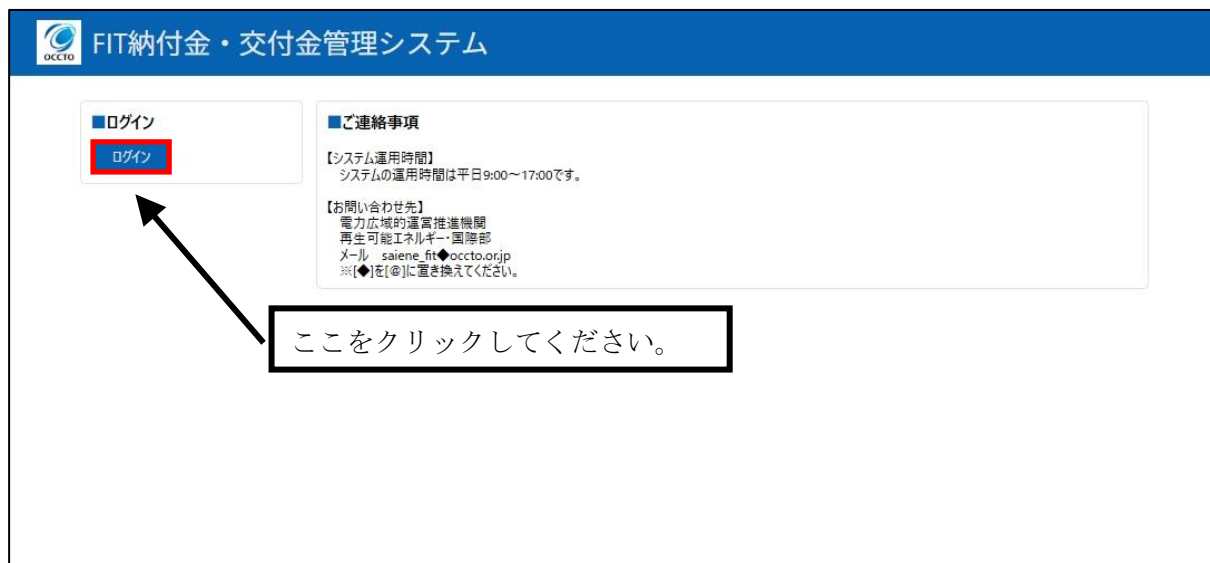 OCCTO
FIT納付金・交付金管理システム
■ログイン
ログイン
■ご連絡事項
【システム運用時間】
システムの運用時間は平日9:00～17:00です。
【お問い合わせ先】
電力広域的運営推進機関
再生可能エネルギー・国際部
メール saiene_fit◆occto.or.jp
※[◆]を[@]に置き換えてください。
ここをクリックしてください。